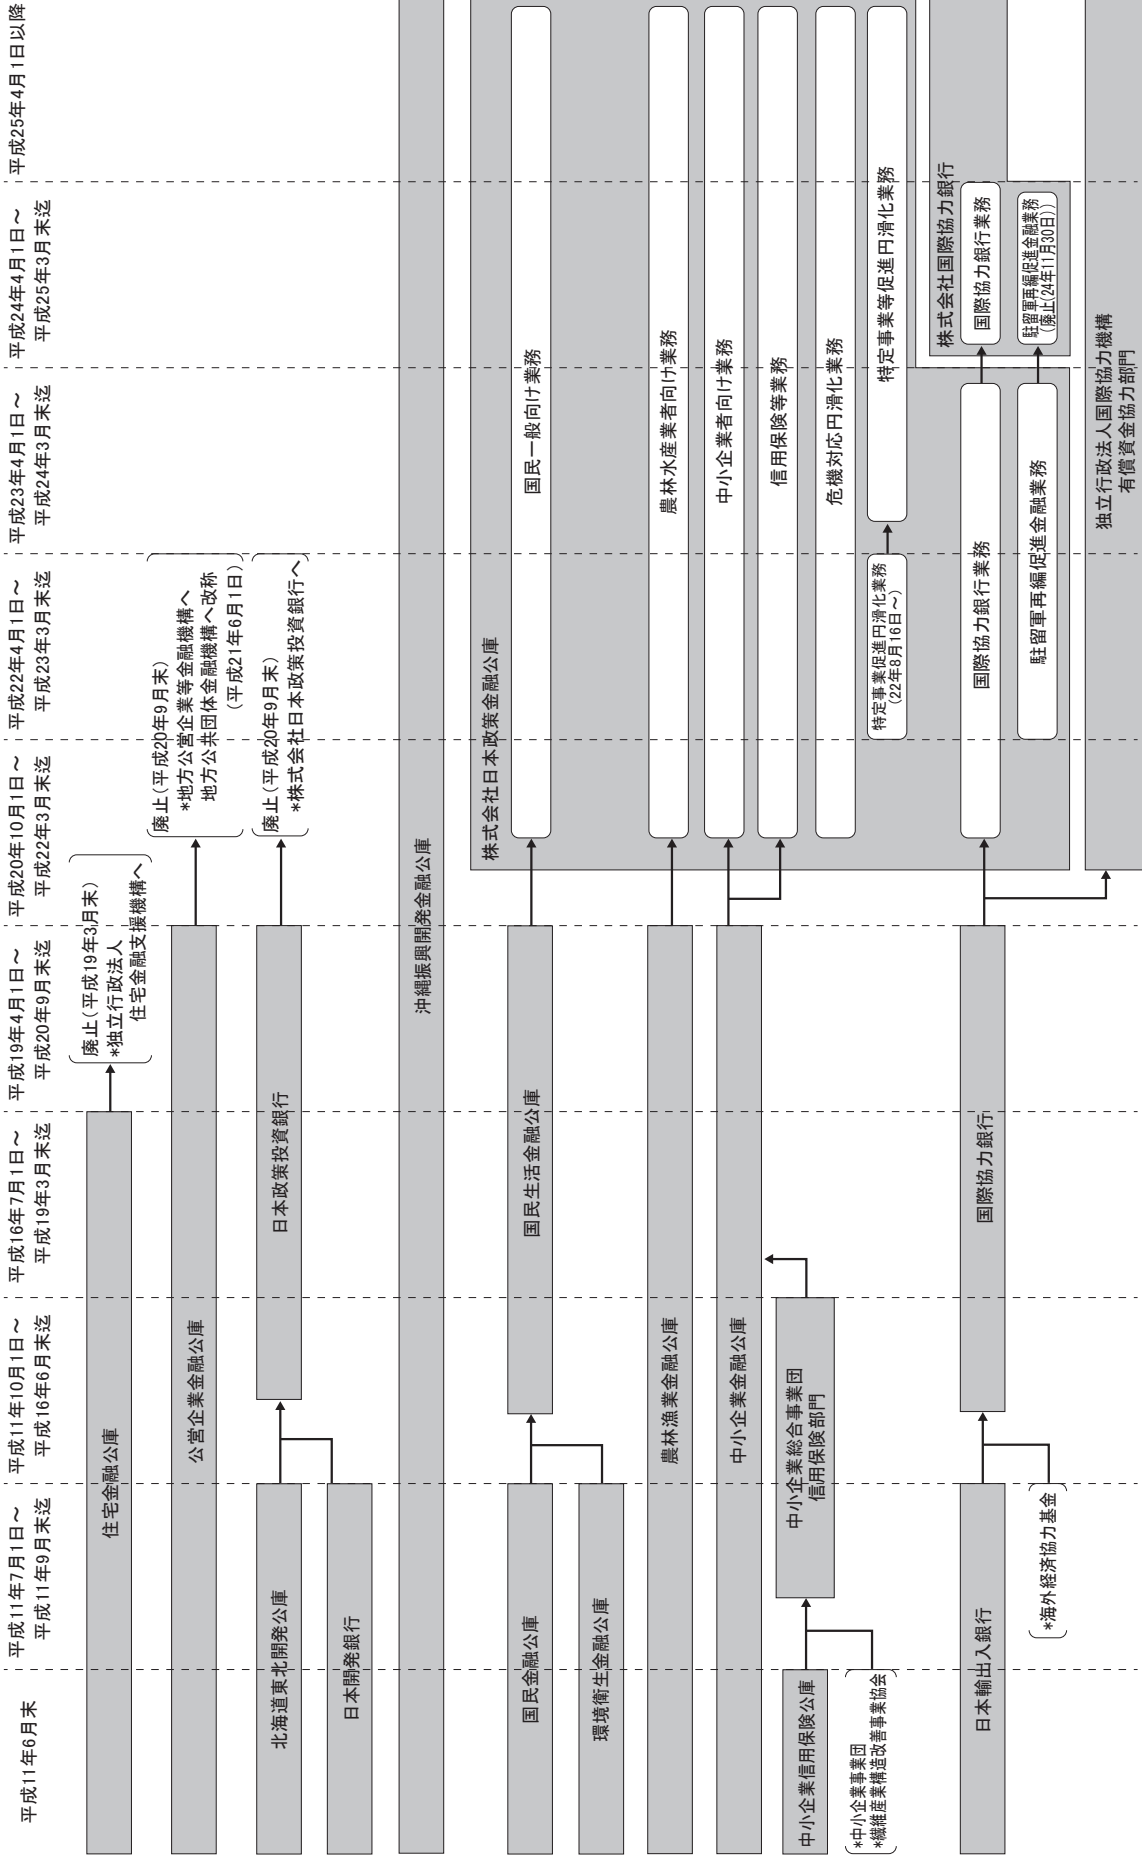 平成11年6月末
平成11年7月1日～
平成11年9月末迄
平成11年10月1日～
平成16年6月末迄
平成16年7月1日～
平成19年3月末迄
平成19年4月1日～
平成20年9月末迄
平成20年10月1日～
平成22年3月末迄
平成22年4月1日～
平成23年3月末迄
平成23年4月1日～
平成24年3月末迄
平成24年4月1日～
平成25年3月末迄
平成25年4月1日以降
住宅金融公庫
廃止(平成19年3月末)
*独立行政法人
住宅金融支援機構へ
公営企業金融公庫
廃止(平成20年9月末)
*地方公営企業等金融機構へ
地方公共団体金融機構へ改称
(平成21年6月1日)
北海道東北開発公庫
日本開発銀行
日本政策投資銀行
廃止(平成20年9月末)
*株式会社日本政策投資銀行へ
沖縄振興開発金融公庫
株式会社日本政策金融公庫
国民金融公庫
環境衛生金融公庫
国民生活金融公庫
国民一般向け業務
農林漁業金融公庫
農林水産業者向け業務
中小企業金融公庫
中小企業者向け業務
信用保険等業務
中小企業信用保険公庫
*中小企業事業団
*繊維産業構造改善事業協会
中小企業総合事業団
信用保険部門
危機対応円滑化業務
特定事業促進円滑化業務
(22年8月16日～)
特定事業等促進円滑化業務
日本輸出入銀行
*海外経済協力基金
国際協力銀行
国際協力銀行業務
駐留軍再編促進金融業務
株式会社国際協力銀行
国際協力銀行業務
駐留軍再編促進金融業務
(廃止(24年11月30日))
独立行政法人国際協力機構
有償資金協力部門